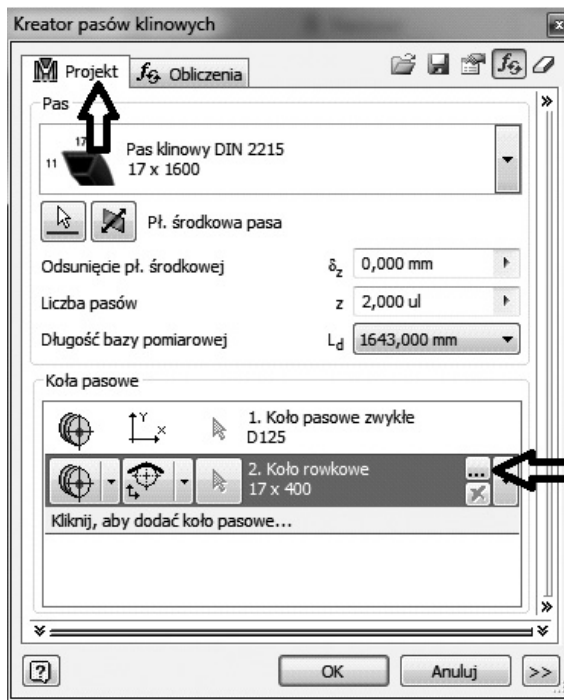 Kreator pasów klinowych
Projekt
Obliczenia
Pas
17
11
Pas klinowy DIN 2215
17 x 1600
Pł. środkowa pasa
Odsunięcie pł. środkowej δz 0,000 mm
Liczba pasów z 2,000 ul
Długość bazy pomiarowej Ld 1643,000 mm
Koła pasowe
1. Koło pasowe zwykłe
D125
2. Koło rowkowe
17 x 400
...
Kliknij, aby dodać koło pasowe...
OK
Anuluj
>>